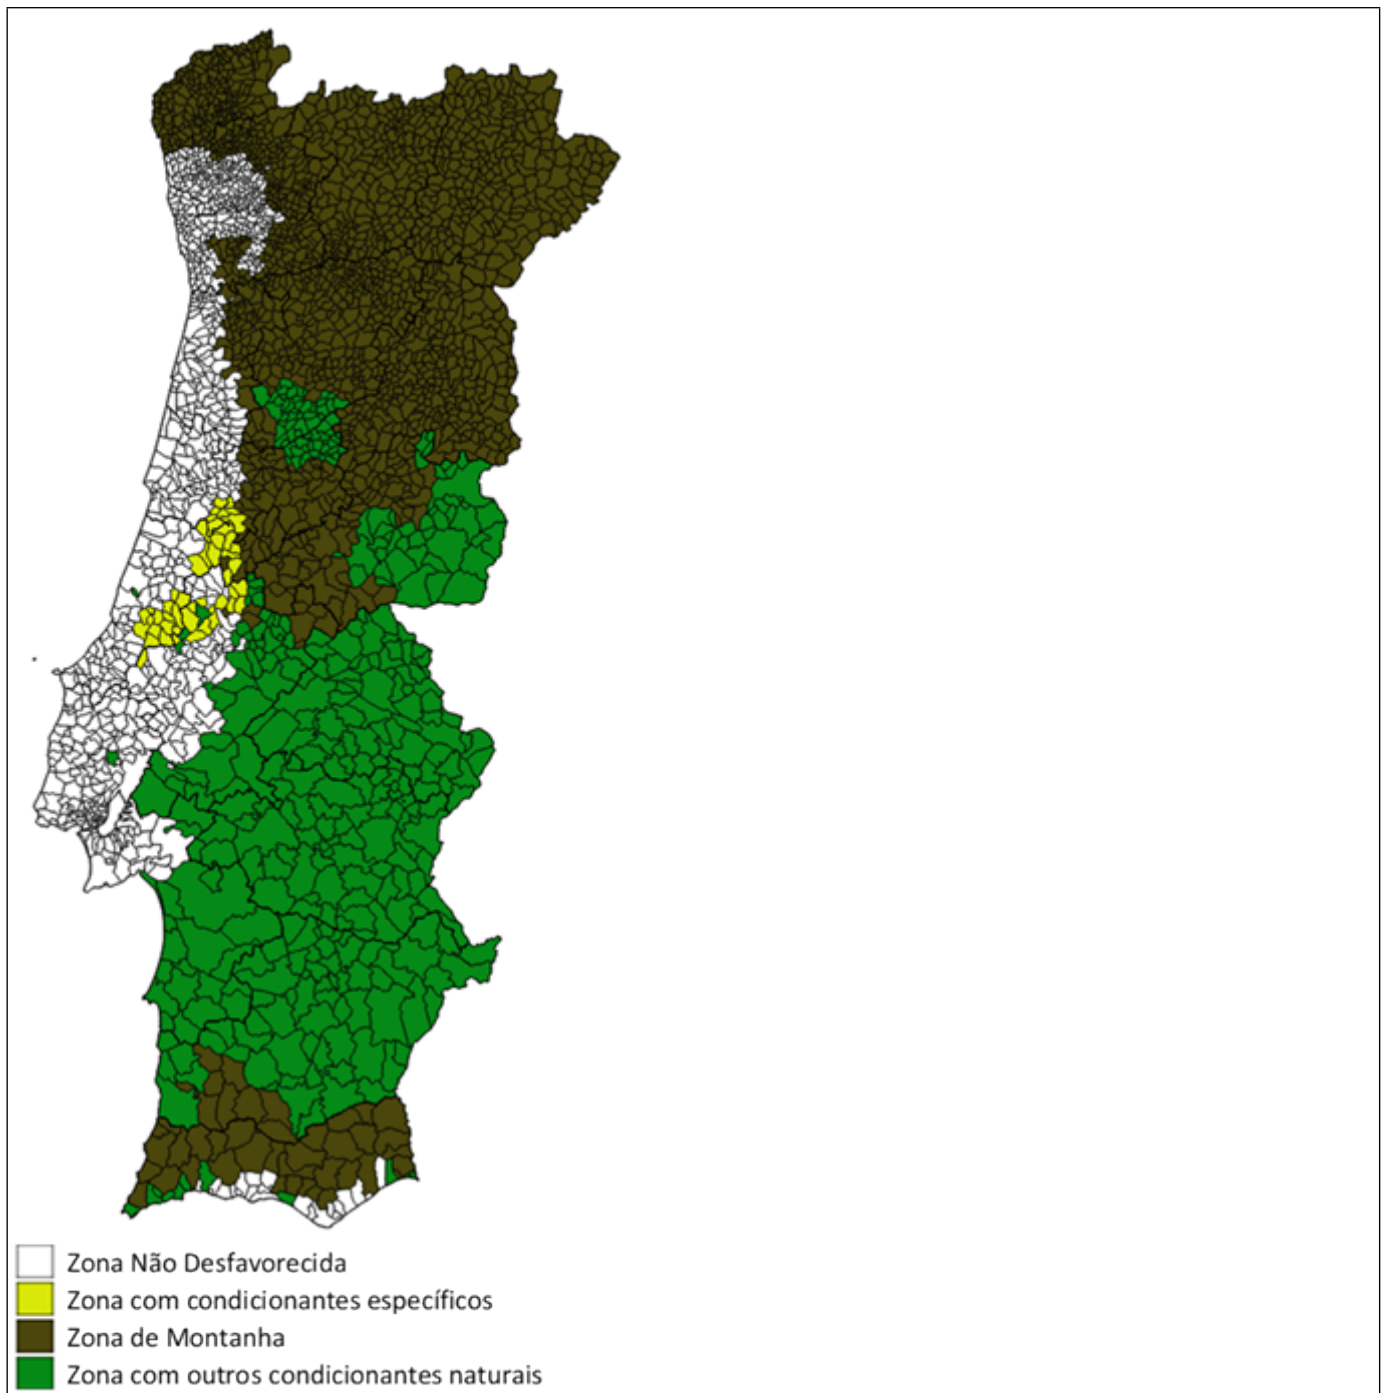 Zona Não Desfavorecida
Zona com condicionantes específicos
Zona de Montanha
Zona com outros condicionantes naturais